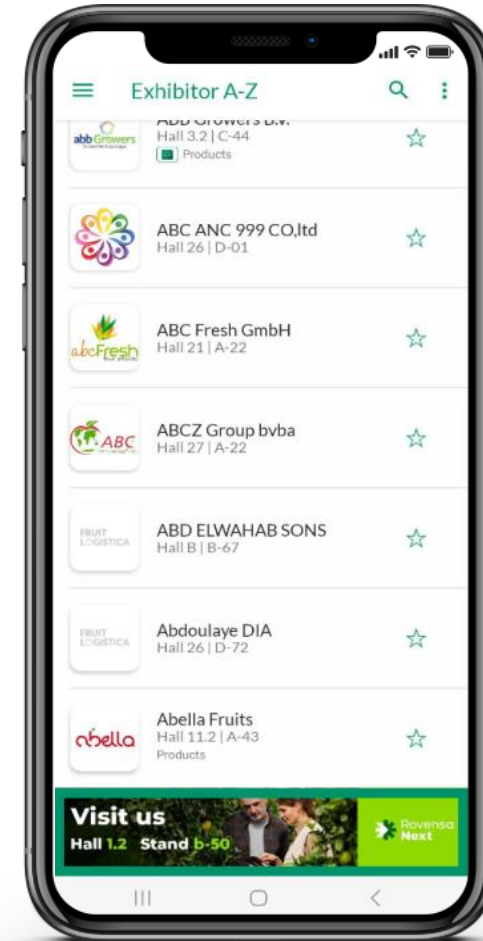 Exhibitor A-Z
abb Growers
ABB Growers B.V.
Hall 3.2 | C-44
Products
ABC ANC 999 CO,ltd
Hall 26 | D-01
abcFresh
ABC Fresh GmbH
Hall 21 | A-22
ABC
ABCZ Group bvba
Hall 27 | A-22
FRUIT
LOGISTICA
ABD ELWAHAB SONS
Hall B | B-67
FRUIT
LOGISTICA
Abdoulaye DIA
Hall 26 | D-72
abella
Abella Fruits
Hall 11.2 | A-43
Products
Visit us
Hall 1.2 Stand b-50
Rovensa
Next